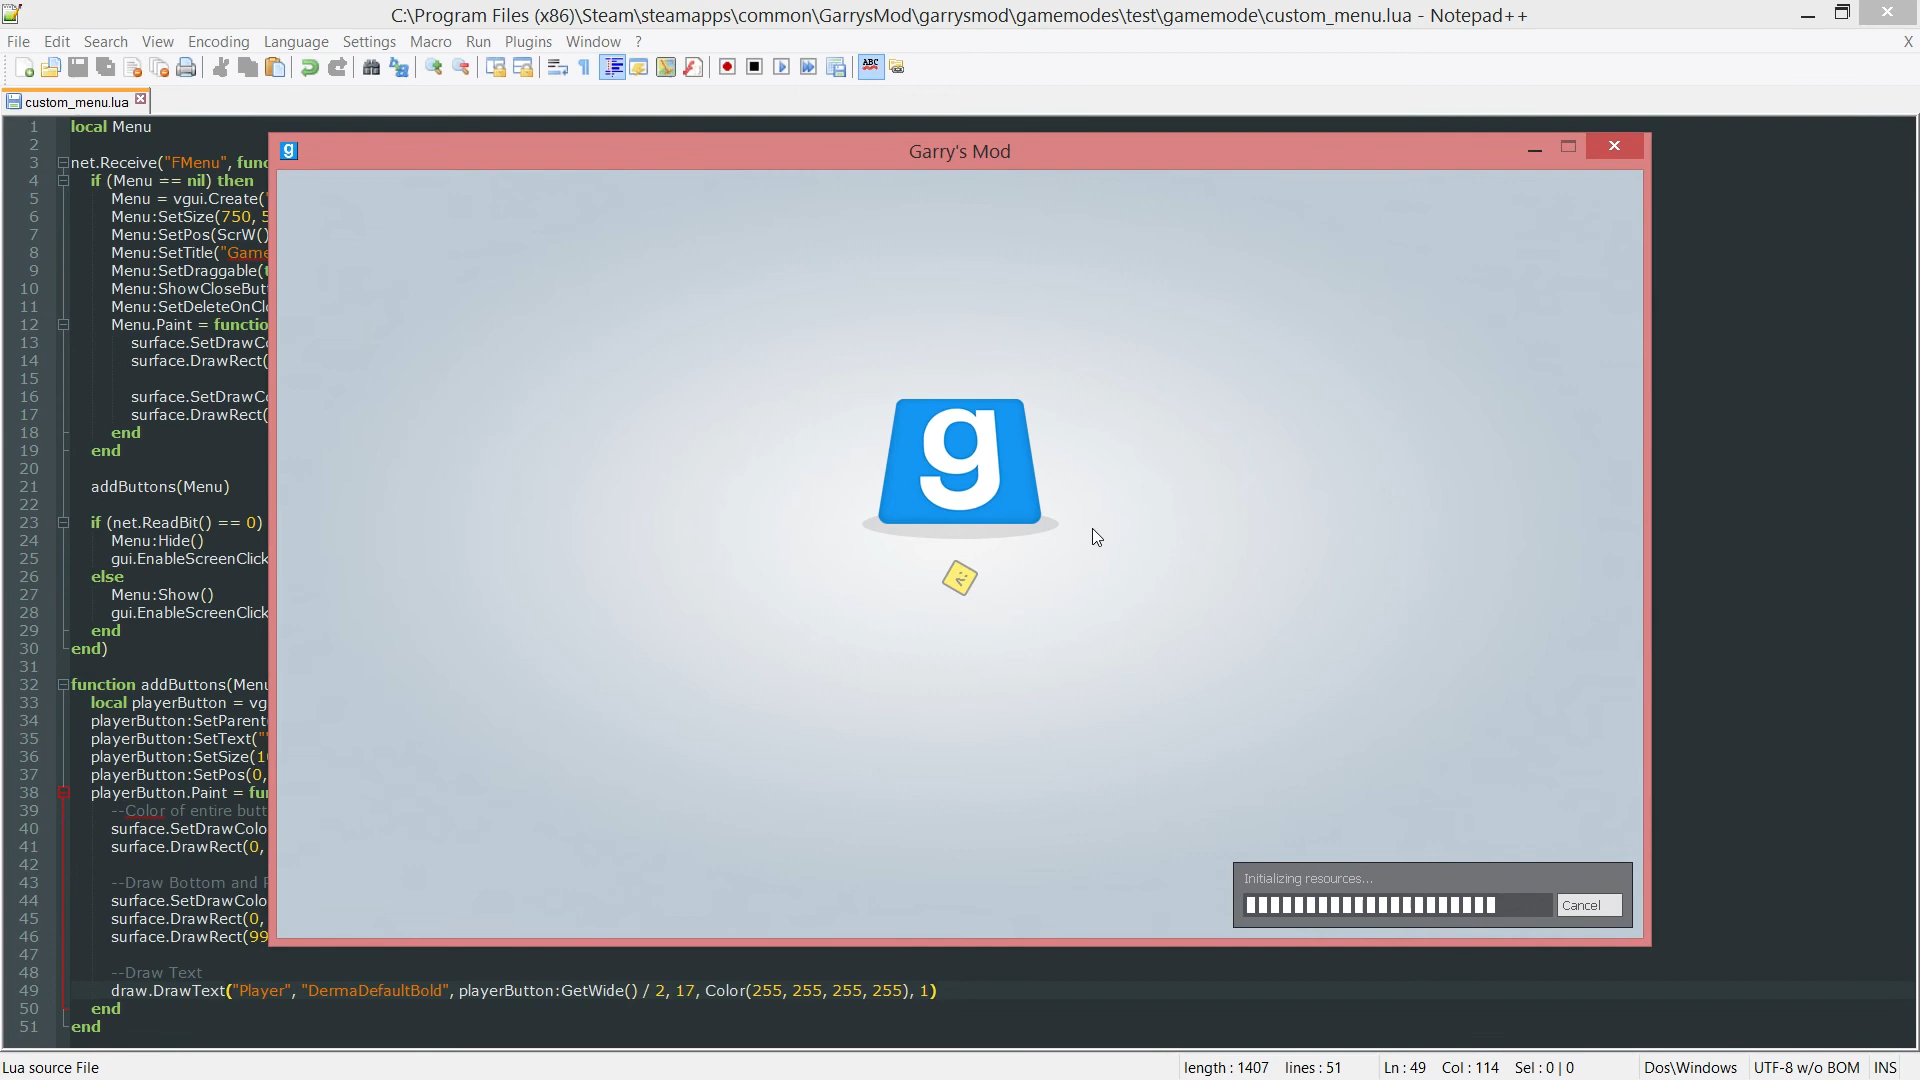 C:\Program Files (x86)\Steam\steamapps\common\GarrysMod\garrysmod\gamemodes\test\gamemode\custom_menu.lua - Notepad++
File Edit Search View Encoding Language Settings Macro Run Plugins Window ? X
custom_menu.lua
1 local Menu
2
3 net.Receive("FMenu", func
4 if (Menu == nil) then
5 Menu = vgui.Create("
6 Menu:SetSize(750, 5
7 Menu:SetPos(ScrW()
8 Menu:SetTitle("Game
9 Menu:SetDraggable(t
10 Menu:ShowCloseButt
11 Menu:SetDeleteOnClo
12 Menu.Paint = functio
13 surface.SetDrawCo
14 surface.DrawRect(
15
16 surface.SetDrawCo
17 surface.DrawRect(
18 end
19 end
20
21 addButtons(Menu)
22
23 if (net.ReadBit() == 0)
24 Menu:Hide()
25 gui.EnableScreenClick
26 else
27 Menu:Show()
28 gui.EnableScreenClick
29 end
30 end)
31
32 function addButtons(Menu
33 local playerButton = vg
34 playerButton:SetParent(
35 playerButton:SetText(""
36 playerButton:SetSize(10
37 playerButton:SetPos(0,
38 playerButton.Paint = fun
39 --Color of entire butt
40 surface.SetDrawColo
41 surface.DrawRect(0,
42
43 --Draw Bottom and R
44 surface.SetDrawColo
45 surface.DrawRect(0,
46 surface.DrawRect(99
47
48 --Draw Text
49 draw.DrawText("Player", "DermaDefaultBold", playerButton:GetWide() / 2, 17, Color(255, 255, 255, 255), 1)
50 end
51 end
g
Garry's Mod
g
Initializing resources...
Cancel
Lua source File length : 1407 lines : 51 Ln : 49 Col : 114 Sel : 0 | 0 Dos\Windows UTF-8 w/o BOM INS